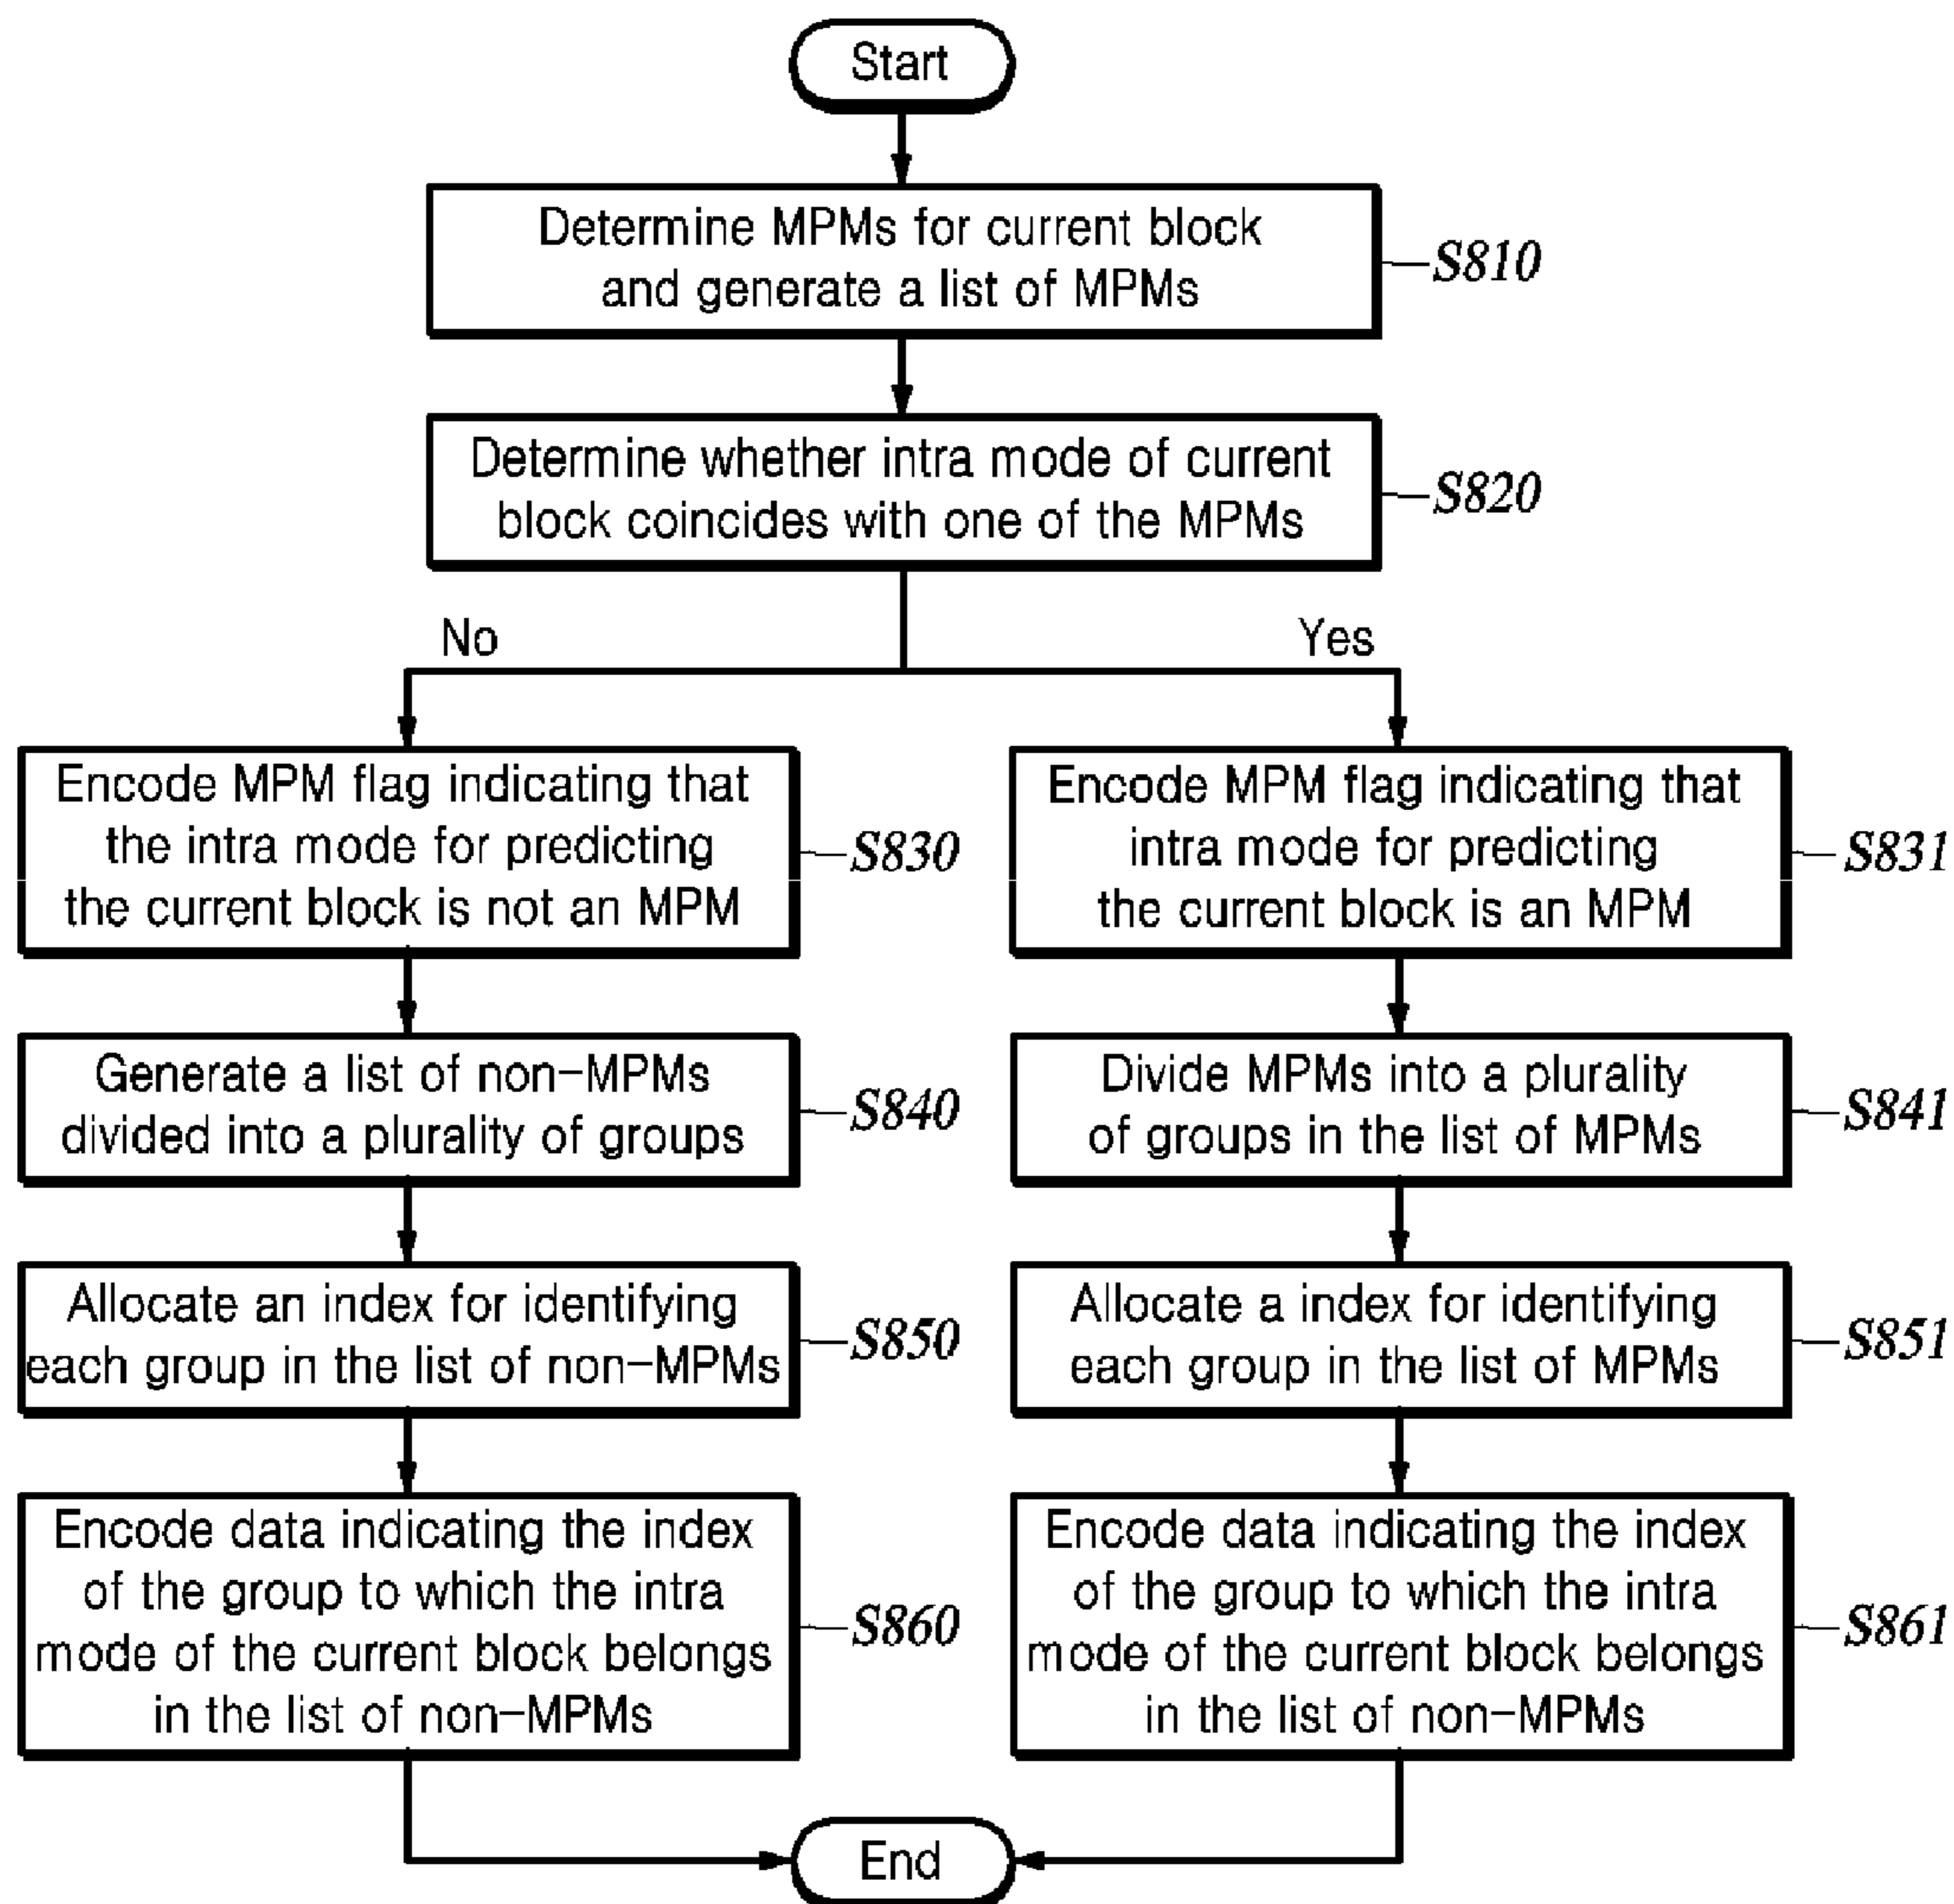 Start
Determine MPMs for current block
and generate a list of MPMs
S810
Determine whether intra mode of current
block coincides with one of the MPMs
S820
No
Yes
Encode MPM flag indicating that
the intra mode for predicting
the current block is not an MPM
S830
Encode MPM flag indicating that
intra mode for predicting
the current block is an MPM
S831
Generate a list of non-MPMs
divided into a plurality of groups
S840
Divide MPMs into a plurality
of groups in the list of MPMs
S841
Allocate an index for identifying
each group in the list of non-MPMs
S850
Allocate a index for identifying
each group in the list of MPMs
S851
Encode data indicating the index
of the group to which the intra
mode of the current block belongs
in the list of non-MPMs
S860
Encode data indicating the index
of the group to which the intra
mode of the current block belongs
in the list of non-MPMs
S861
End